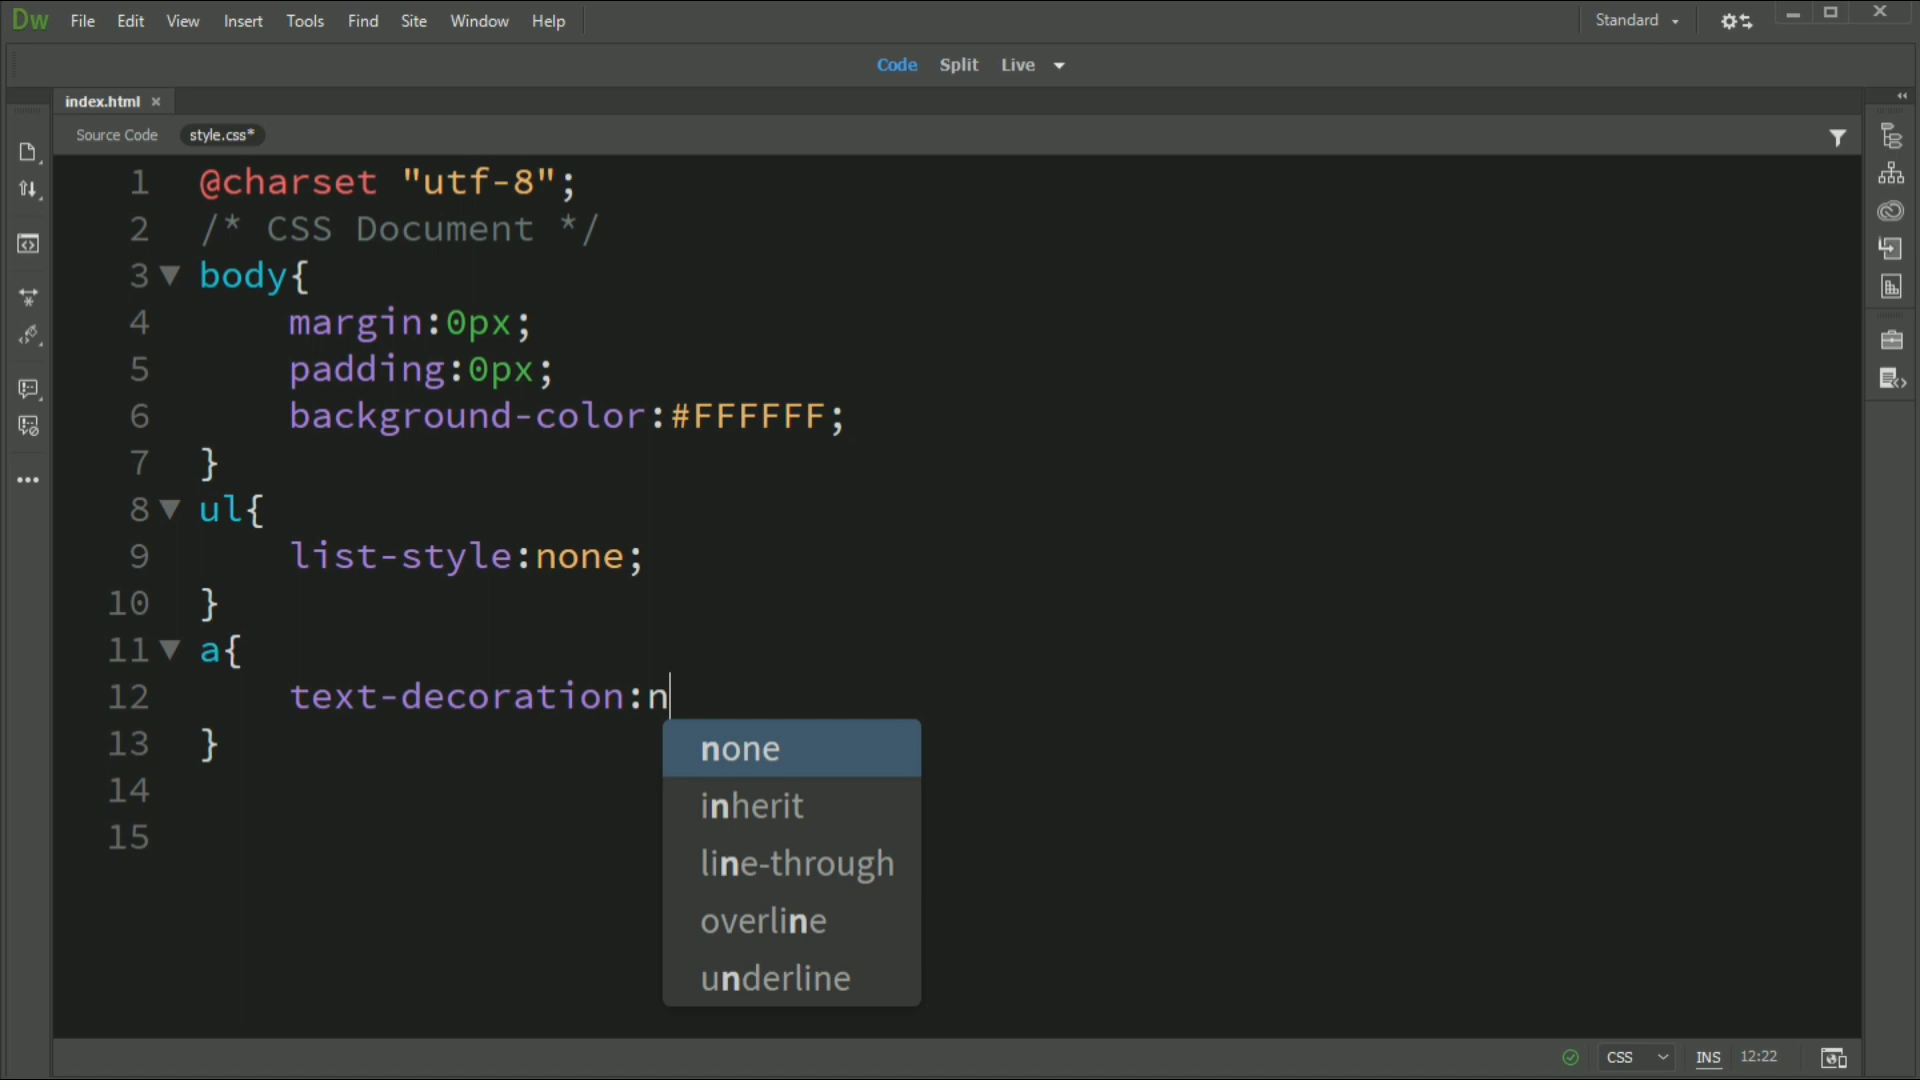 Dw File Edit View Insert Tools Find Site Window Help Standard
Code Split Live
index.html
Source Code style.css*
1 @charset "utf-8";
2 /* CSS Document */
3 body{
4 margin:0px;
5 padding:0px;
6 background-color:#FFFFFF;
7 }
8 ul{
9 list-style:none;
10 }
11 a{
12 text-decoration:n
13 }
none
14
inherit
15
line-through
overline
underline
CSS INS 12:22